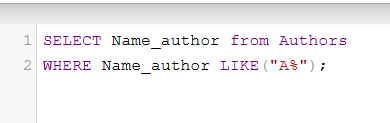 1 SELECT Name_author from Authors
2 WHERE Name_author LIKE("A%");